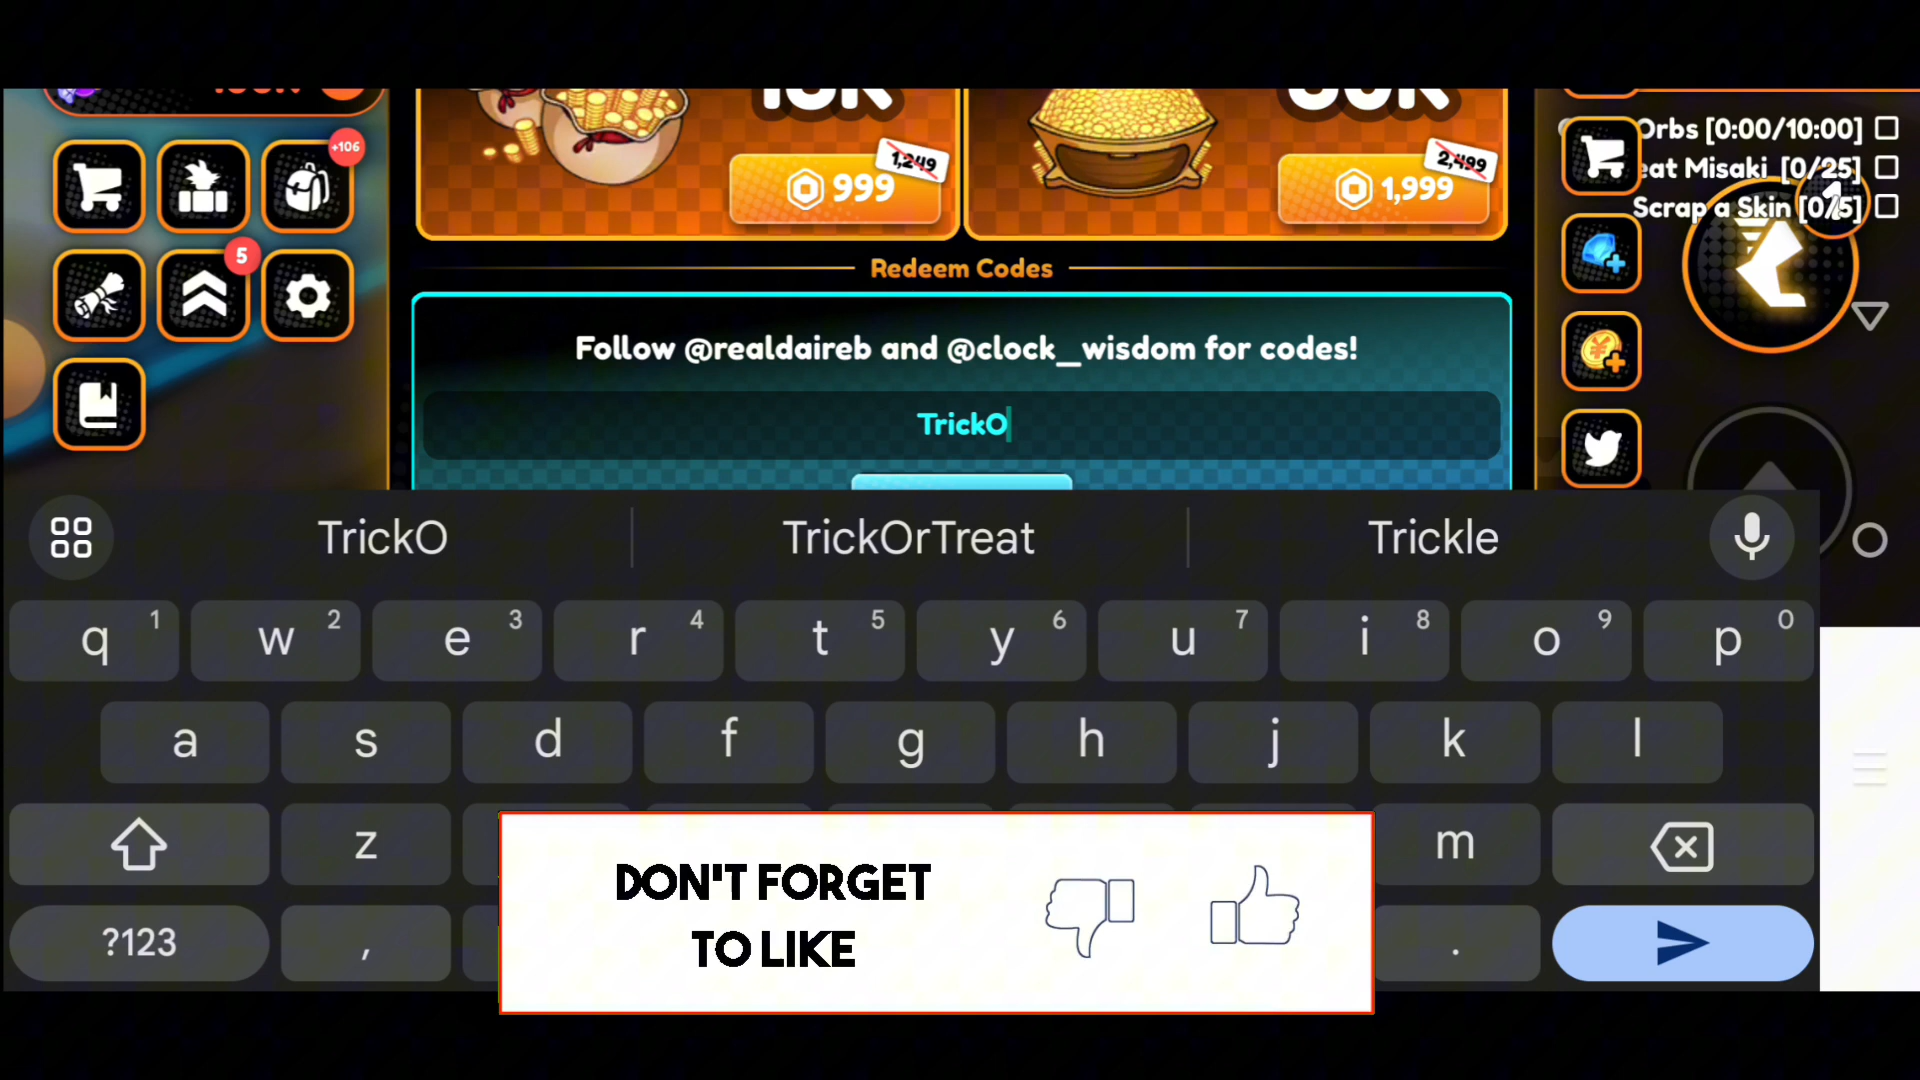 +106
5
1,249
999
2,499
1,999
Orbs [0:00/10:00]
eat Misaki [0/25]
Scrap a Skin [0/5]
1
Redeem Codes
Follow @realdaireb and @clock_wisdom for codes!
TrickO
TrickO TrickOrTreat Trickle
q 1 w 2 e 3 r 4 t 5 y 6 u 7 i 8 o 9 p 0
a s d f g h j k l
z m
?123 , .
DON'T FORGET
TO LIKE